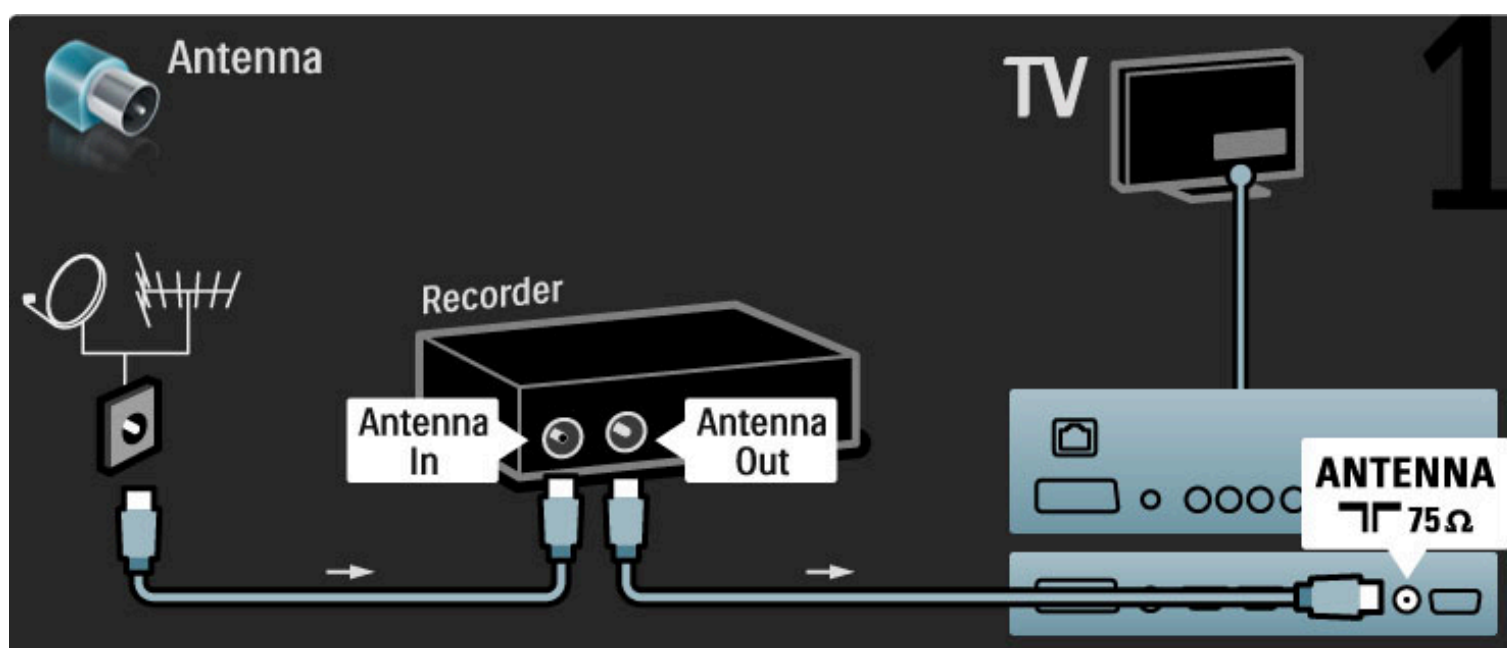 Antenna
TV
1
Recorder
Antenna
In
Antenna
Out
ANTENNA
75Ω